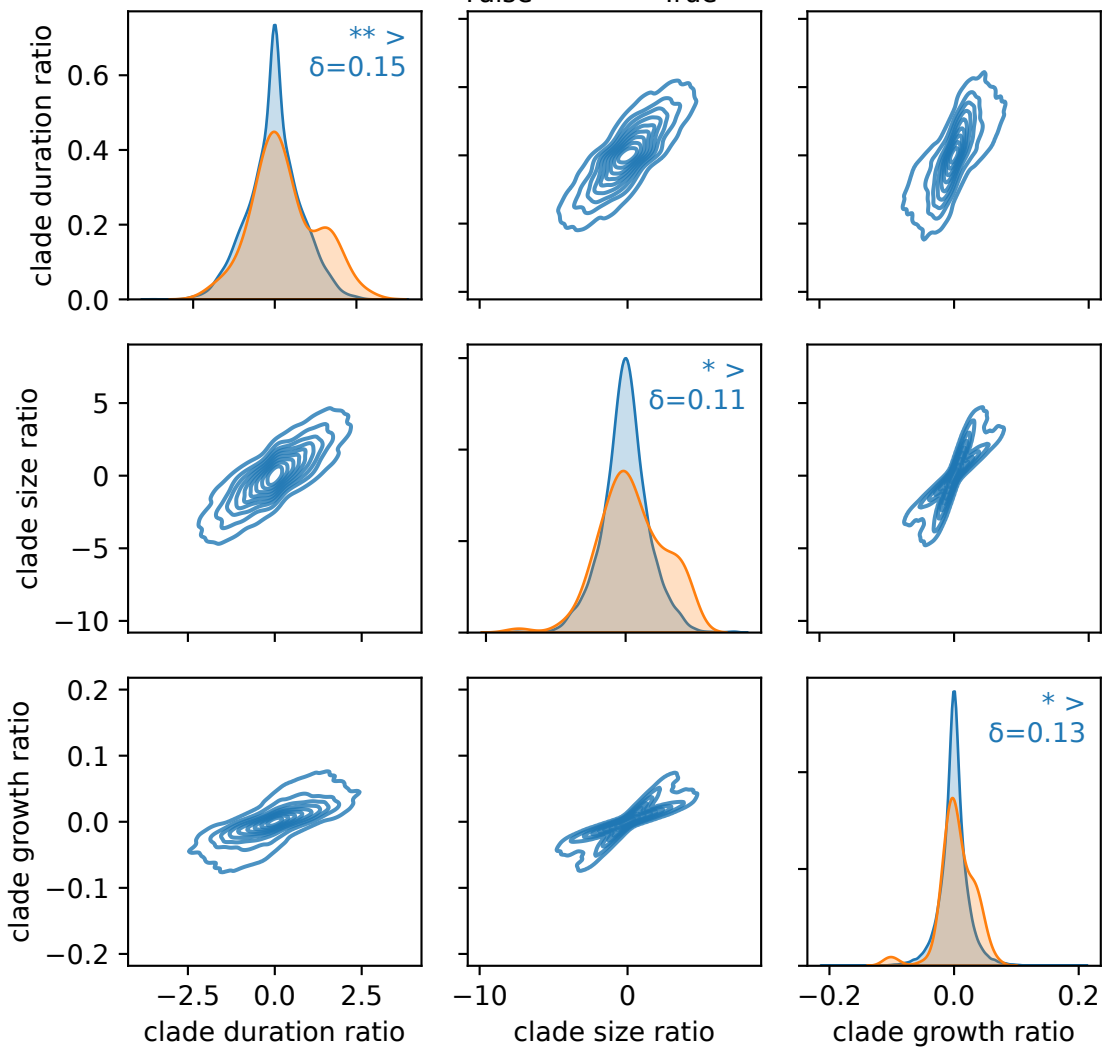 False True
clade duration ratio
0.6
0.4
0.2
0.0
** >
δ=0.15
clade size ratio
5
0
−5
−10
* >
δ=0.11
clade growth ratio
0.2
0.1
0.0
−0.1
−0.2
* >
δ=0.13
−2.5 0.0 2.5
−10 0
−0.2 0.0 0.2
clade duration ratio
clade size ratio
clade growth ratio